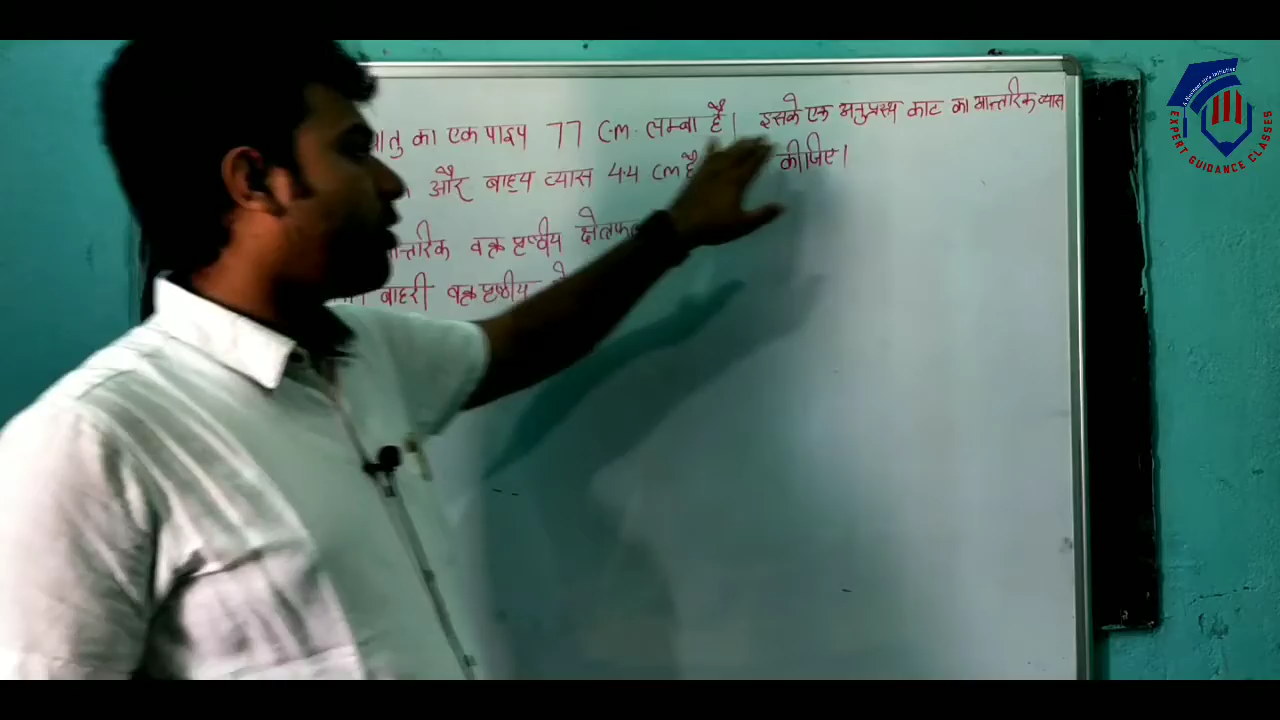 धातु का एक पाइप 77 c.m. लम्बा है। इसके एक अनुप्रस्थ काट का आन्तरिक व्यास
और बाह्य व्यास 4.4 cm है कीजिए।
आन्तरिक वक्र पृष्ठीय क्षेत्रफल
बाहरी वक्र पृष्ठीय
EXPERT GUIDANCE CLASSES